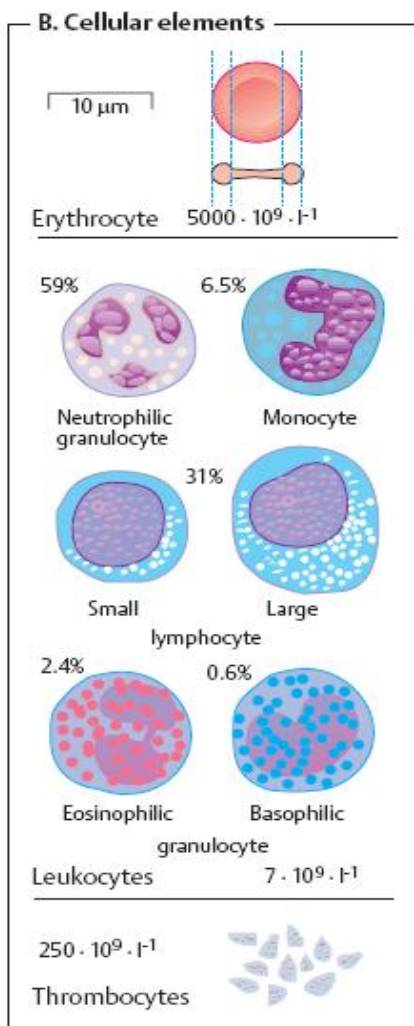 B. Cellular elements
10 µm
Erythrocyte 5000 · 10⁹ · l⁻¹
59% 6.5%
Neutrophilic Monocyte
granulocyte
31%
Small Large
lymphocyte
2.4% 0.6%
Eosinophilic Basophilic
granulocyte
Leukocytes 7 · 10⁹ · l⁻¹
250 · 10⁹ · l⁻¹
Thrombocytes